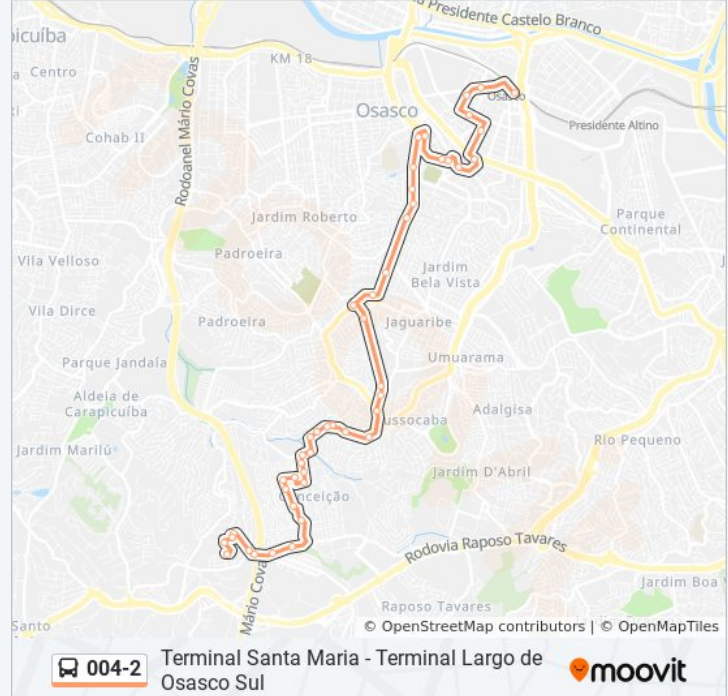 Presidente Castelo Branco
picuíba
KM 18
Centro
Osasco
Osasco
Presidente Altino
Cohab II
Rodoanel Mário Covas
Jardim Roberto
Parque
Continental
Padroeira
Vila Velloso
Jardim
Bela Vista
Vila Dirce
Padroeira
Jaguaribe
Parque Jandaía
Umuarama
Aldeia de
Carapicuíba
Adalgisa
ussocaba
Rio Pequeno
Jardim Marilú
Jardim D'Abril
onceição
Rodovia Raposo Tavares
Jardim Boa V
Mário Cova
Raposo Tavares
Santo
© OpenStreetMap contributors | © OpenMapTiles
004-2
Terminal Santa Maria - Terminal Largo de
Osasco Sul
moovit